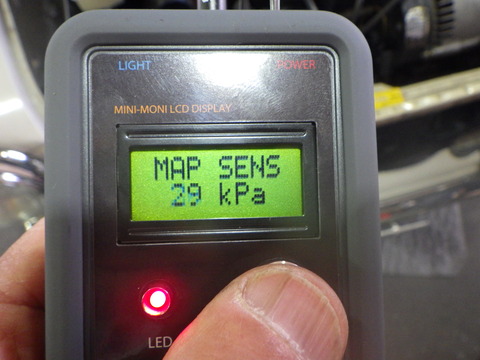 LIGHT
POWER
MINI-MONI LCD DISPLAY
MAP SENS
29 kPa
LED